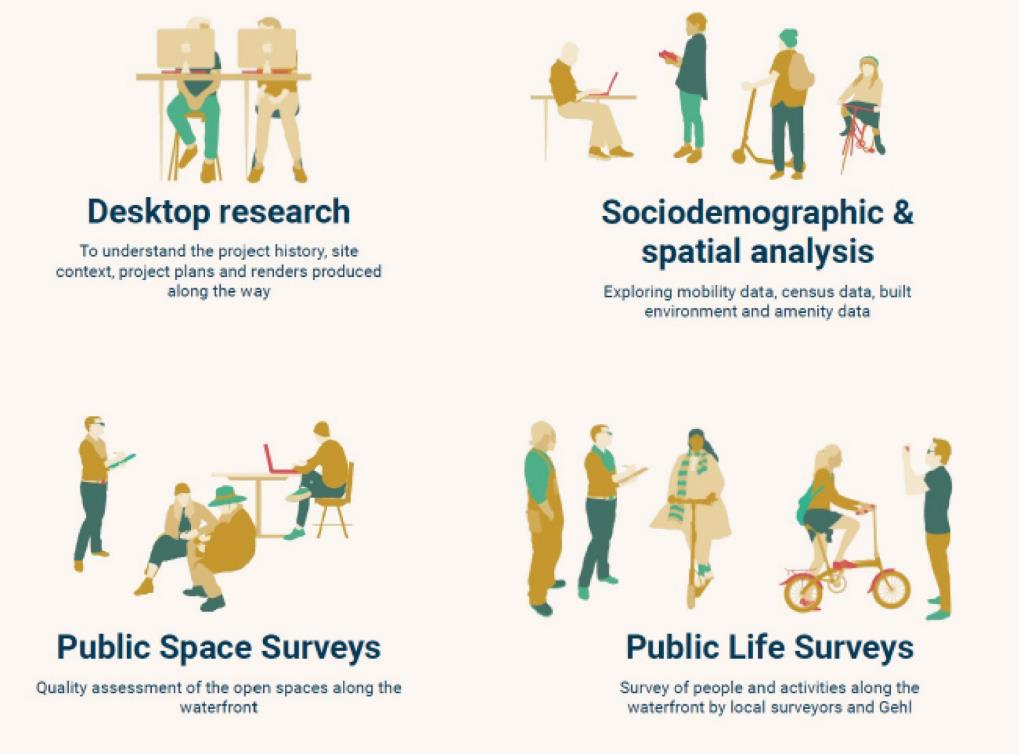 Desktop research
To understand the project history, site
context, project plans and renders produced
along the way
Sociodemographic &
spatial analysis
Exploring mobility data, census data, built
environment and amenity data
Public Space Surveys
Quality assessment of the open spaces along the
waterfront
Public Life Surveys
Survey of people and activities along the
waterfront by local surveyors and Gehl